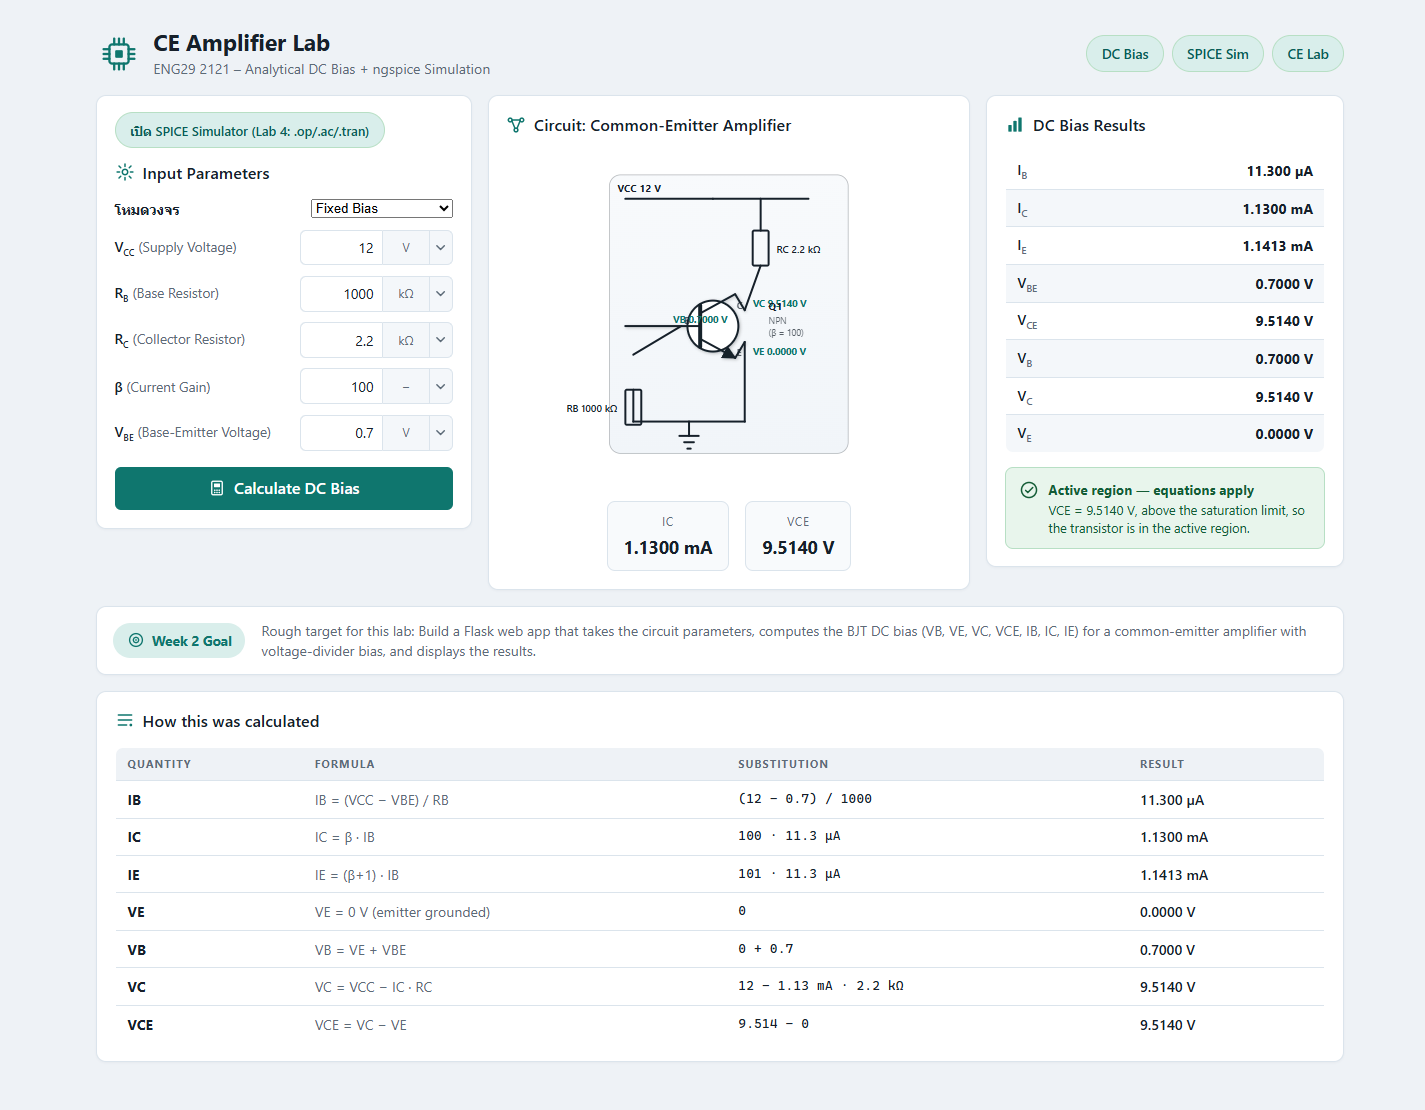 CE Amplifier Lab
ENG29 2121 – Analytical DC Bias + ngspice Simulation
DC Bias
SPICE Sim
CE Lab
เปิด SPICE Simulator (Lab 4: .op/.ac/.tran)
Input Parameters
โหมดวงจร
Fixed Bias
VCC (Supply Voltage)
12
V
RB (Base Resistor)
1000
kΩ
RC (Collector Resistor)
2.2
kΩ
β (Current Gain)
100
–
VBE (Base-Emitter Voltage)
0.7
V
Calculate DC Bias
Circuit: Common-Emitter Amplifier
VCC 12 V
RC 2.2 kΩ
C
VC 9.5140 V
Q1
VB 0.7000 V
NPN
(β = 100)
E
VE 0.0000 V
RB 1000 kΩ
IC
1.1300 mA
VCE
9.5140 V
DC Bias Results
IB
11.300 µA
IC
1.1300 mA
IE
1.1413 mA
VBE
0.7000 V
VCE
9.5140 V
VB
0.7000 V
VC
9.5140 V
VE
0.0000 V
Active region — equations apply
VCE = 9.5140 V, above the saturation limit, so
the transistor is in the active region.
Week 2 Goal
Rough target for this lab: Build a Flask web app that takes the circuit parameters, computes the BJT DC bias (VB, VE, VC, VCE, IB, IC, IE) for a common-emitter amplifier with
voltage-divider bias, and displays the results.
How this was calculated
QUANTITY FORMULA SUBSTITUTION RESULT
IB IB = (VCC − VBE) / RB (12 − 0.7) / 1000 11.300 µA
IC IC = β · IB 100 · 11.3 µA 1.1300 mA
IE IE = (β+1) · IB 101 · 11.3 µA 1.1413 mA
VE VE = 0 V (emitter grounded) 0 0.0000 V
VB VB = VE + VBE 0 + 0.7 0.7000 V
VC VC = VCC − IC · RC 12 − 1.13 mA · 2.2 kΩ 9.5140 V
VCE VCE = VC − VE 9.514 − 0 9.5140 V